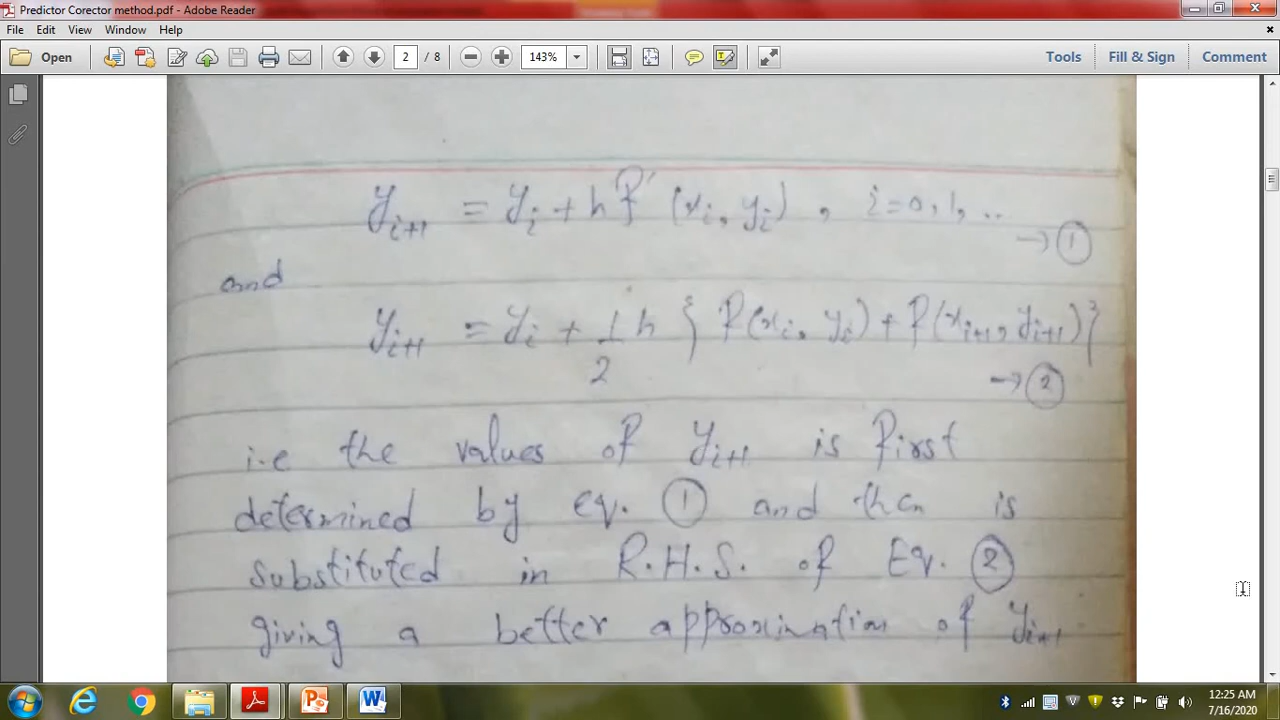 Predictor Corector method.pdf - Adobe Reader
File Edit View Window Help
Open 2 / 8 143% Tools Fill & Sign Comment
y_{i+1} = y_i + h f' (x_i, y_i) , i=0,1,..
→ ①
and
y_{i+1} = y_i + 1/2 h { f(x_i, y_i) + f(x_{i+1}, y_{i+1}) }
→ ②
i.e the values of y_{i+1} is first
determined by eq. ① and then is
substituted in R.H.S. of Eq. ②
giving a better approximation of y_{i+1}
12:25 AM
7/16/2020